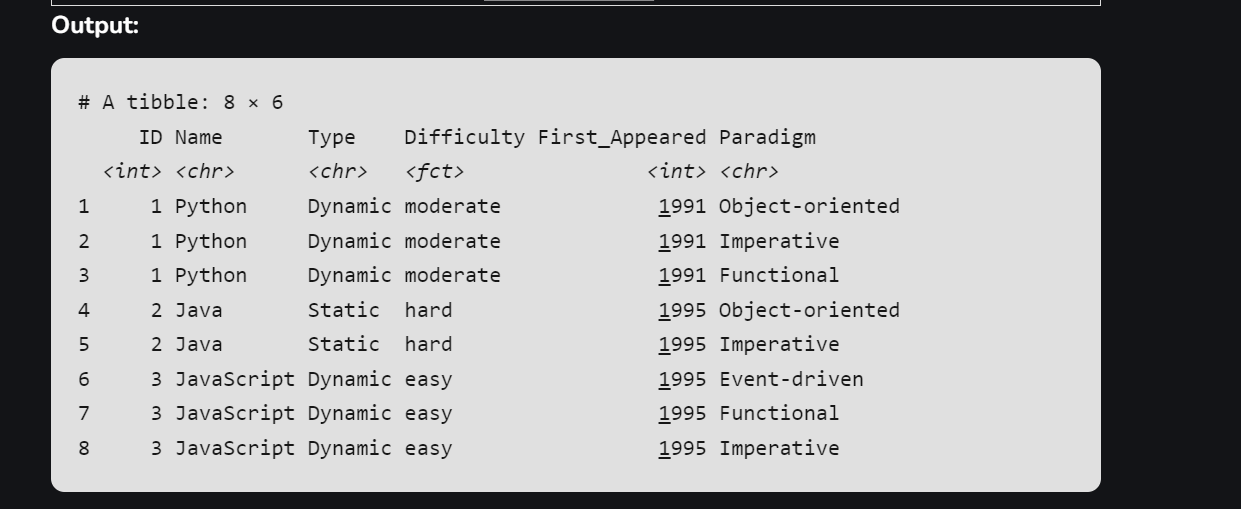 Output:
# A tibble: 8 × 6
ID Name Type Difficulty First_Appeared Paradigm
<int> <chr> <chr> <fct> <int> <chr>
1 1 Python Dynamic moderate 1991 Object-oriented
2 1 Python Dynamic moderate 1991 Imperative
3 1 Python Dynamic moderate 1991 Functional
4 2 Java Static hard 1995 Object-oriented
5 2 Java Static hard 1995 Imperative
6 3 JavaScript Dynamic easy 1995 Event-driven
7 3 JavaScript Dynamic easy 1995 Functional
8 3 JavaScript Dynamic easy 1995 Imperative